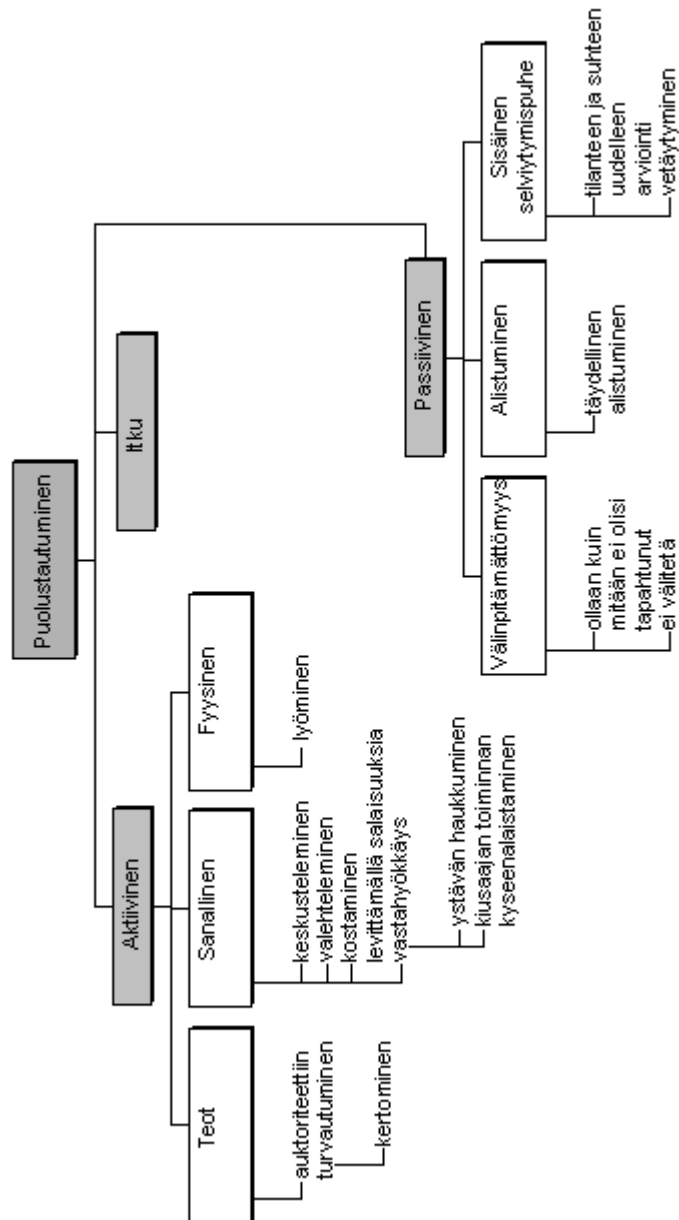 Puolustautuminen
Aktiivinen
Itku
Passiivinen
Teot
auktoriteettiin
turvautuminen
kertominen
Sanallinen
keskusteleminen
valehteleminen
kostaminen
levittämällä salaisuuksia
vastahyökkäys
ystävän haukkuminen
kiusaajan toiminnan
kyseenalaistaminen
Fyysinen
lyöminen
Välinpitämättömyys
ollaan kuin
mitään ei olisi
tapahtunut
ei välitetä
Alistuminen
täydellinen
alistuminen
Sisäinen
selviytymispuhe
tilanteen ja suhteen
uudelleen
arviointi
vetäytyminen